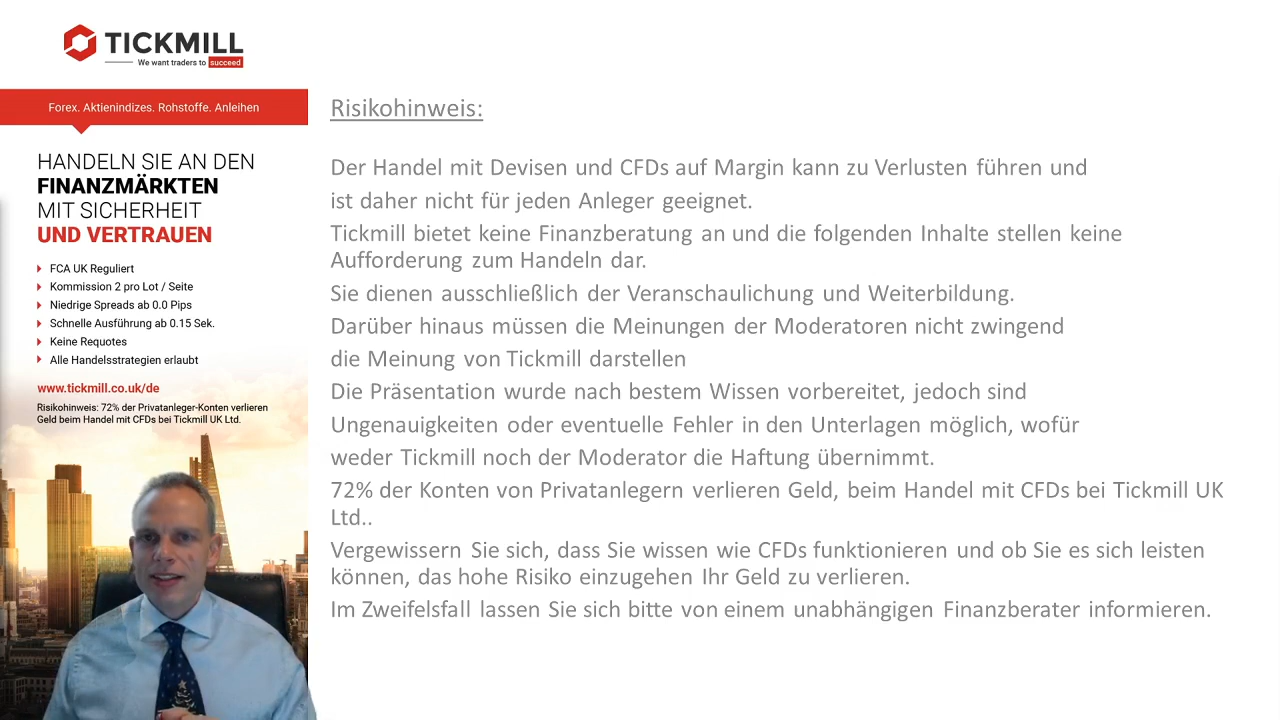 TICKMILL
We want traders to succeed
Forex. Aktienindizes. Rohstoffe. Anleihen
HANDELN SIE AN DEN
FINANZMÄRKTEN
MIT SICHERHEIT
UND VERTRAUEN
FCA UK Reguliert
Kommission 2 pro Lot / Seite
Niedrige Spreads ab 0.0 Pips
Schnelle Ausführung ab 0.15 Sek.
Keine Requotes
Alle Handelsstrategien erlaubt
www.tickmill.co.uk/de
Risikohinweis: 72% der Privatanleger-Konten verlieren
Geld beim Handel mit CFDs bei Tickmill UK Ltd.
Risikohinweis:
Der Handel mit Devisen und CFDs auf Margin kann zu Verlusten führen und
ist daher nicht für jeden Anleger geeignet.
Tickmill bietet keine Finanzberatung an und die folgenden Inhalte stellen keine
Aufforderung zum Handeln dar.
Sie dienen ausschließlich der Veranschaulichung und Weiterbildung.
Darüber hinaus müssen die Meinungen der Moderatoren nicht zwingend
die Meinung von Tickmill darstellen
Die Präsentation wurde nach bestem Wissen vorbereitet, jedoch sind
Ungenauigkeiten oder eventuelle Fehler in den Unterlagen möglich, wofür
weder Tickmill noch der Moderator die Haftung übernimmt.
72% der Konten von Privatanlegern verlieren Geld, beim Handel mit CFDs bei Tickmill UK
Ltd..
Vergewissern Sie sich, dass Sie wissen wie CFDs funktionieren und ob Sie es sich leisten
können, das hohe Risiko einzugehen Ihr Geld zu verlieren.
Im Zweifelsfall lassen Sie sich bitte von einem unabhängigen Finanzberater informieren.